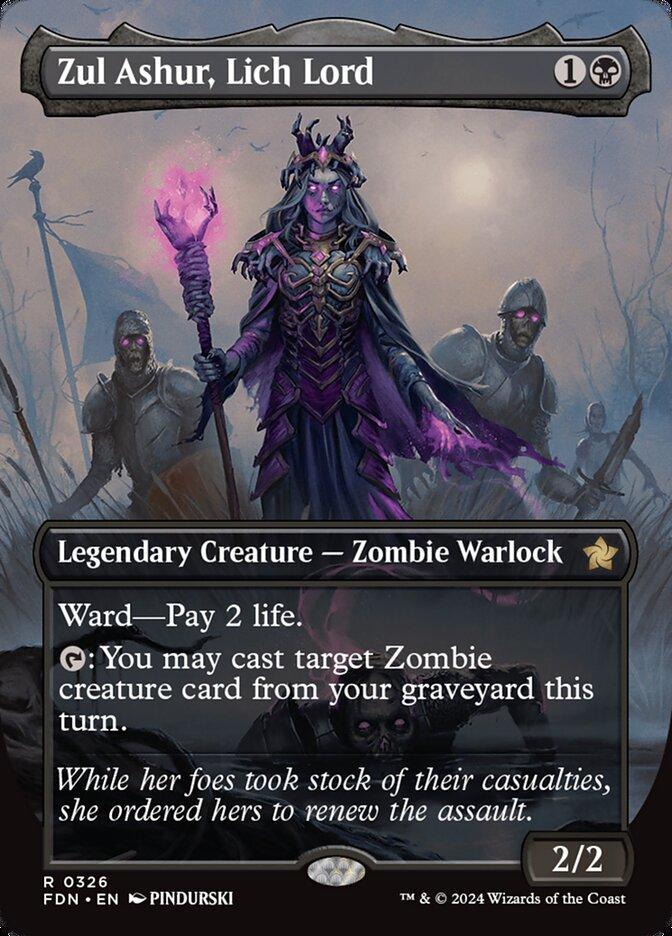 Zul Ashur, Lich Lord 1
Legendary Creature — Zombie Warlock
Ward—Pay 2 life.
: You may cast target Zombie
creature card from your graveyard this
turn.
While her foes took stock of their casualties,
she ordered hers to renew the assault.
2/2
R 0326
FDN • EN PINDURSKI
™ & © 2024 Wizards of the Coast